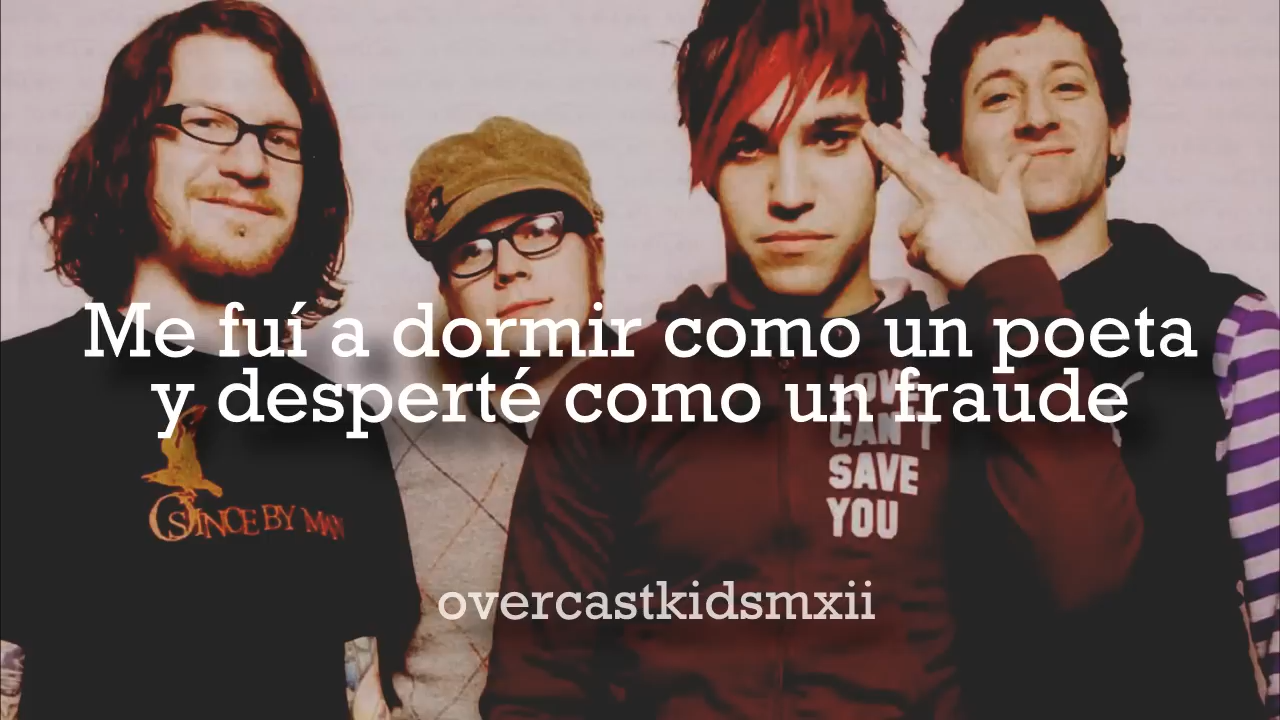 Me fuí a dormir como un poeta
y desperté como un fraude
LOVE
CAN'T
SAVE
YOU
SINCE BY MAN
overcastkidsmxii